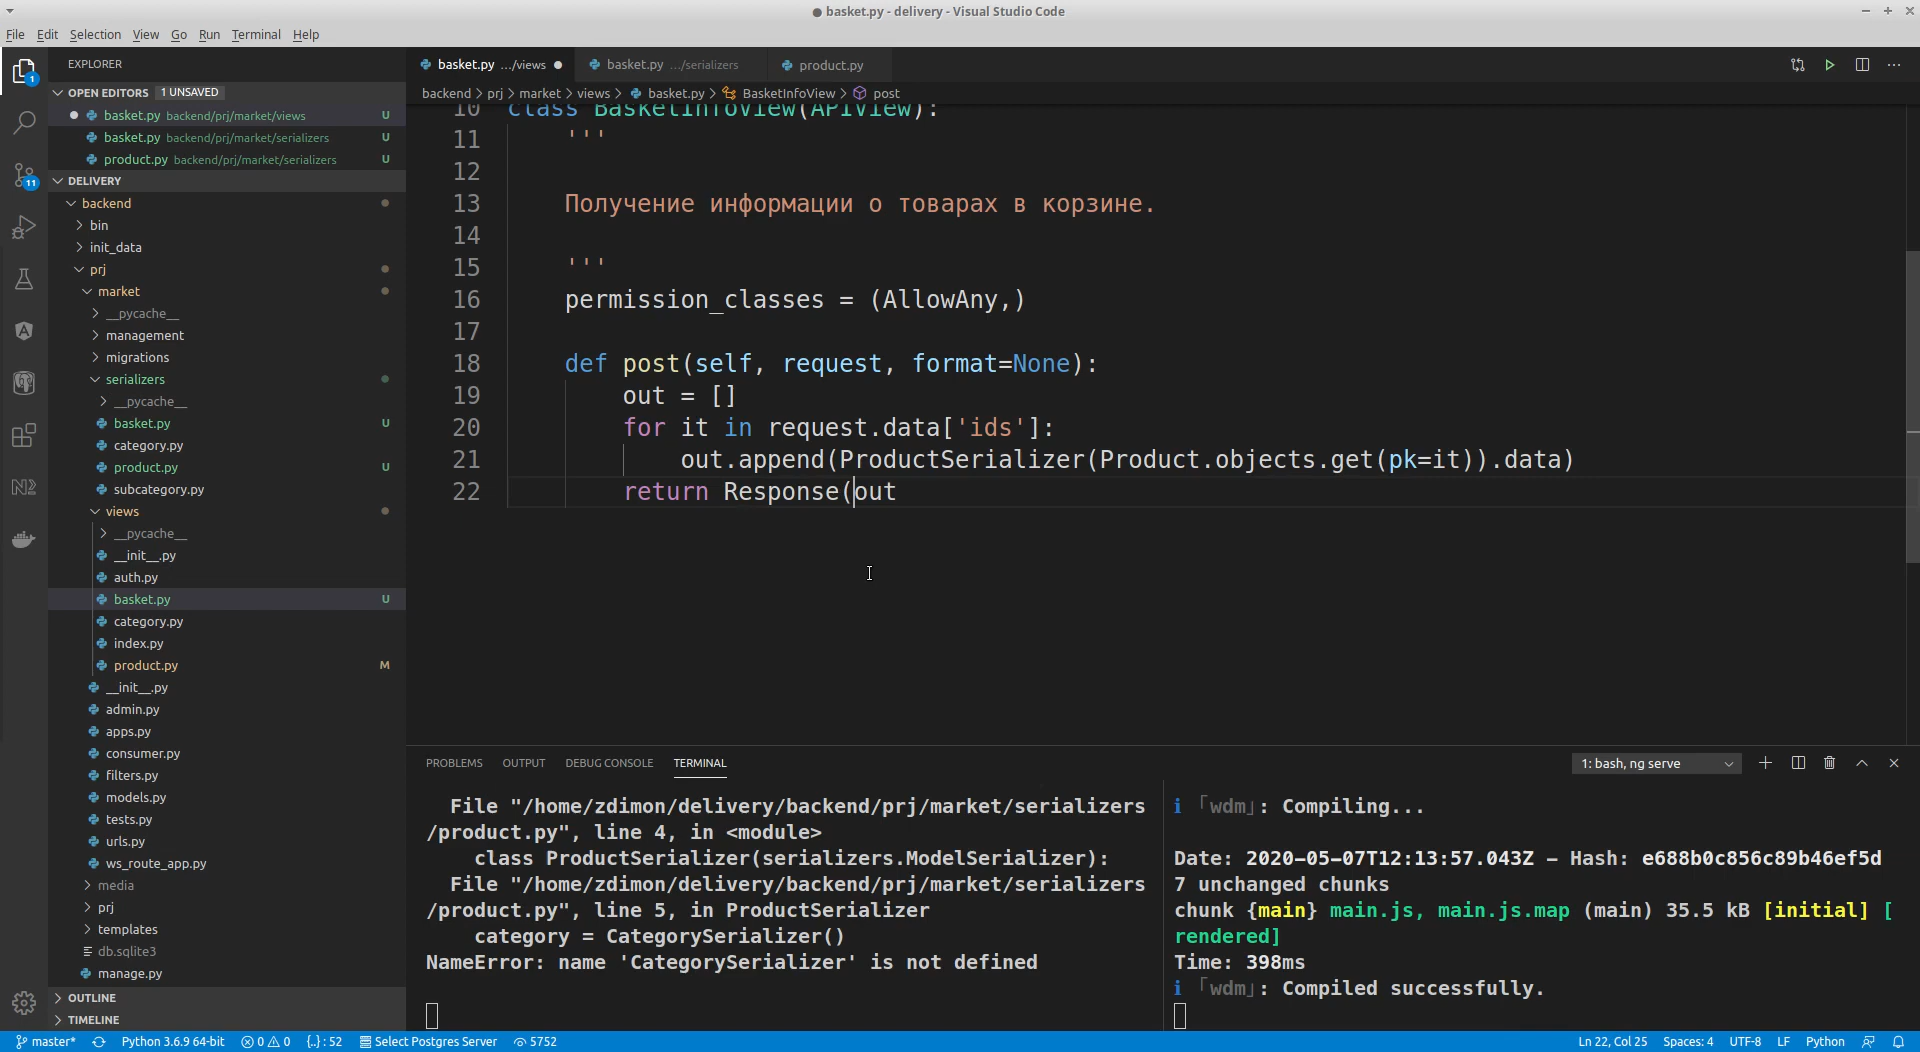 basket.py - delivery - Visual Studio Code
File Edit Selection View Go Run Terminal Help
EXPLORER
OPEN EDITORS 1 UNSAVED
basket.py backend/prj/market/views U
basket.py backend/prj/market/serializers U
product.py backend/prj/market/serializers U
DELIVERY
backend
bin
init_data
prj
market
__pycache__
management
migrations
serializers
__pycache__
basket.py U
category.py
product.py U
subcategory.py
views
__pycache__
__init__.py
auth.py
basket.py U
category.py
index.py
product.py M
__init__.py
admin.py
apps.py
consumer.py
filters.py
models.py
tests.py
urls.py
ws_route_app.py
media
prj
templates
db.sqlite3
manage.py
OUTLINE
TIMELINE
1
11
basket.py .../views basket.py .../serializers product.py
backend > prj > market > views > basket.py > BasketInfoView > post
10 class BasketInfoView(APIView):
11 '''
12
13 Получение информации о товарах в корзине.
14
15 '''
16 permission_classes = (AllowAny,)
17
18 def post(self, request, format=None):
19 out = []
20 for it in request.data['ids']:
21 out.append(ProductSerializer(Product.objects.get(pk=it)).data)
22 return Response(out
PROBLEMS OUTPUT DEBUG CONSOLE TERMINAL 1: bash, ng serve
File "/home/zdimon/delivery/backend/prj/market/serializers
/product.py", line 4, in <module>
class ProductSerializer(serializers.ModelSerializer):
File "/home/zdimon/delivery/backend/prj/market/serializers
/product.py", line 5, in ProductSerializer
category = CategorySerializer()
NameError: name 'CategorySerializer' is not defined
i 「wdm」: Compiling...
Date: 2020-05-07T12:13:57.043Z - Hash: e688b0c856c89b46ef5d
7 unchanged chunks
chunk {main} main.js, main.js.map (main) 35.5 kB [initial] [
rendered]
Time: 398ms
i 「wdm」: Compiled successfully.
master* Python 3.6.9 64-bit 0 0 {..} : 52 Select Postgres Server 5752 Ln 22, Col 25 Spaces: 4 UTF-8 LF Python